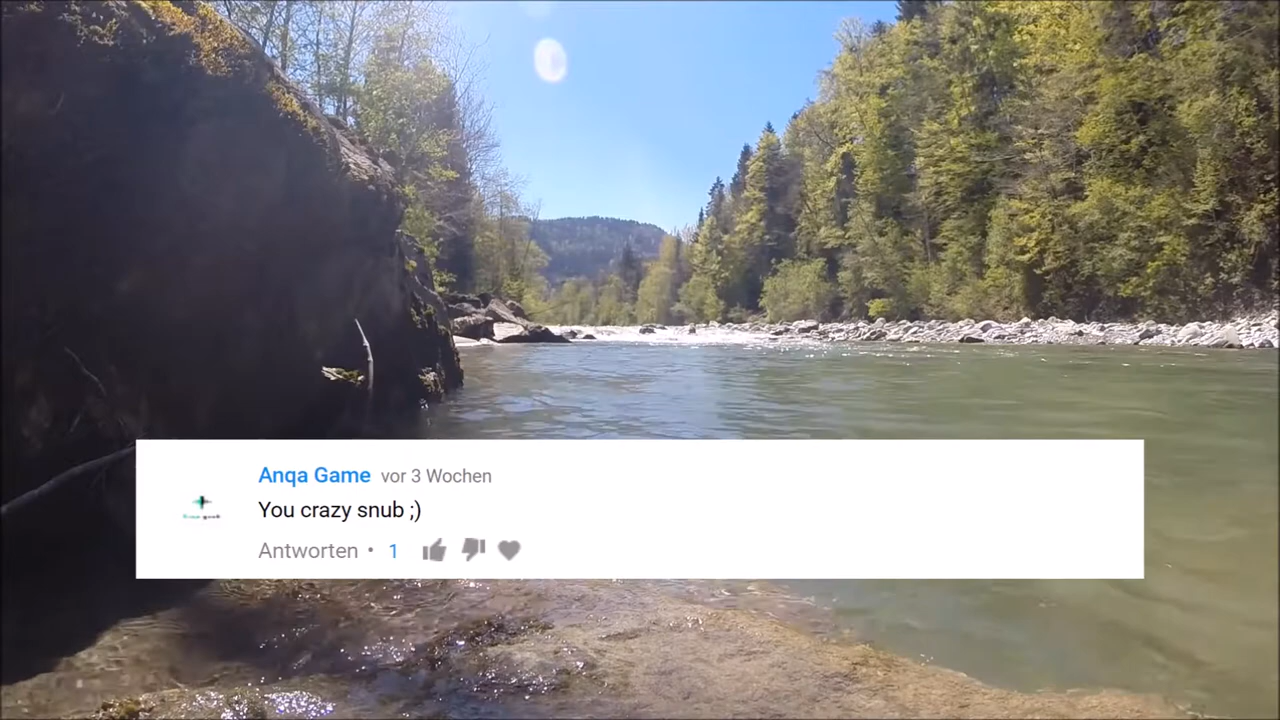 Anqa Game vor 3 Wochen
You crazy snub ;)
Antworten • 1